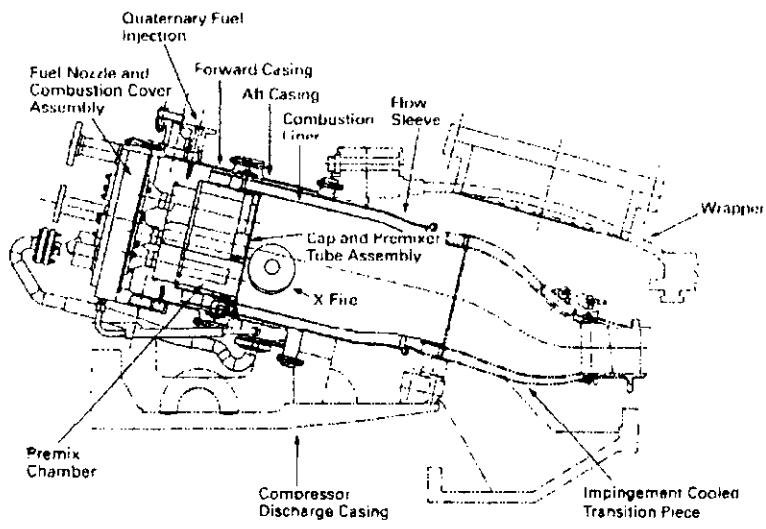 Quaternary Fuel
Injection
Fuel Nozzle and
Combustion Cover
Assembly
Forward Casing
Aft Casing
Combustion
Liner
Flow
Sleeve
Wrapper
Cap and Premixer
Tube Assembly
X Fire
Premix
Chamber
Compressor
Discharge Casing
Impingement Cooled
Transition Piece